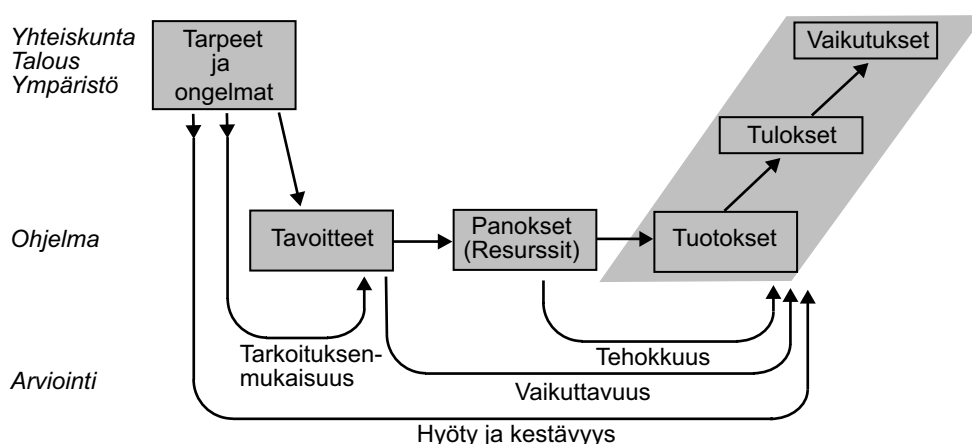 Yhteiskunta
Talous
Ympäristö
Tarpeet
ja
ongelmat
Vaikutukset
Tulokset
Ohjelma
Tavoitteet
Panokset
(Resurssit)
Tuotokset
Tarkoituksen-
mukaisuus
Tehokkuus
Arviointi
Vaikuttavuus
Hyöty ja kestävyys